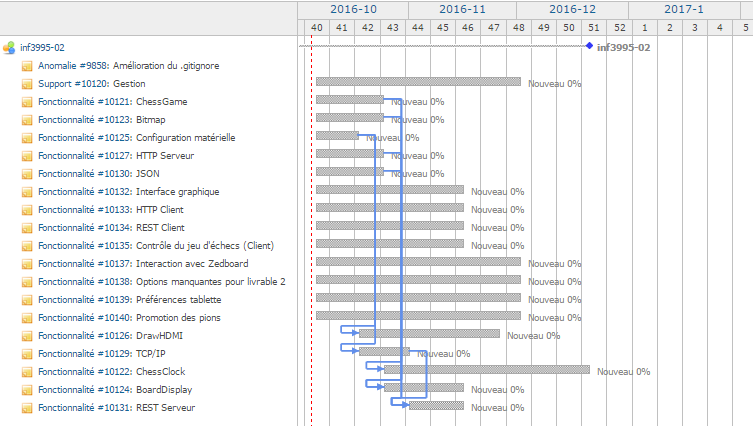 2016-10 2016-11 2016-12 2017-1
40 41 42 43 44 45 46 47 48 49 50 51 52 1 2 3 4 5
inf3995-02 inf3995-02
Anomalie #9858: Amélioration du .gitignore
Support #10120: Gestion Nouveau 0%
Fonctionnalité #10121: ChessGame Nouveau 0%
Fonctionnalité #10123: Bitmap Nouveau 0%
Fonctionnalité #10125: Configuration matérielle Nouveau 0%
Fonctionnalité #10127: HTTP Serveur Nouveau 0%
Fonctionnalité #10130: JSON Nouveau 0%
Fonctionnalité #10132: Interface graphique Nouveau 0%
Fonctionnalité #10133: HTTP Client Nouveau 0%
Fonctionnalité #10134: REST Client Nouveau 0%
Fonctionnalité #10135: Contrôle du jeu d'échecs (Client) Nouveau 0%
Fonctionnalité #10137: Interaction avec Zedboard Nouveau 0%
Fonctionnalité #10138: Options manquantes pour livrable 2 Nouveau 0%
Fonctionnalité #10139: Préférences tablette Nouveau 0%
Fonctionnalité #10140: Promotion des pions Nouveau 0%
Fonctionnalité #10126: DrawHDMI Nouveau 0%
Fonctionnalité #10129: TCP/IP Nouveau 0%
Fonctionnalité #10122: ChessClock Nouveau 0%
Fonctionnalité #10124: BoardDisplay Nouveau 0%
Fonctionnalité #10131: REST Serveur Nouveau 0%